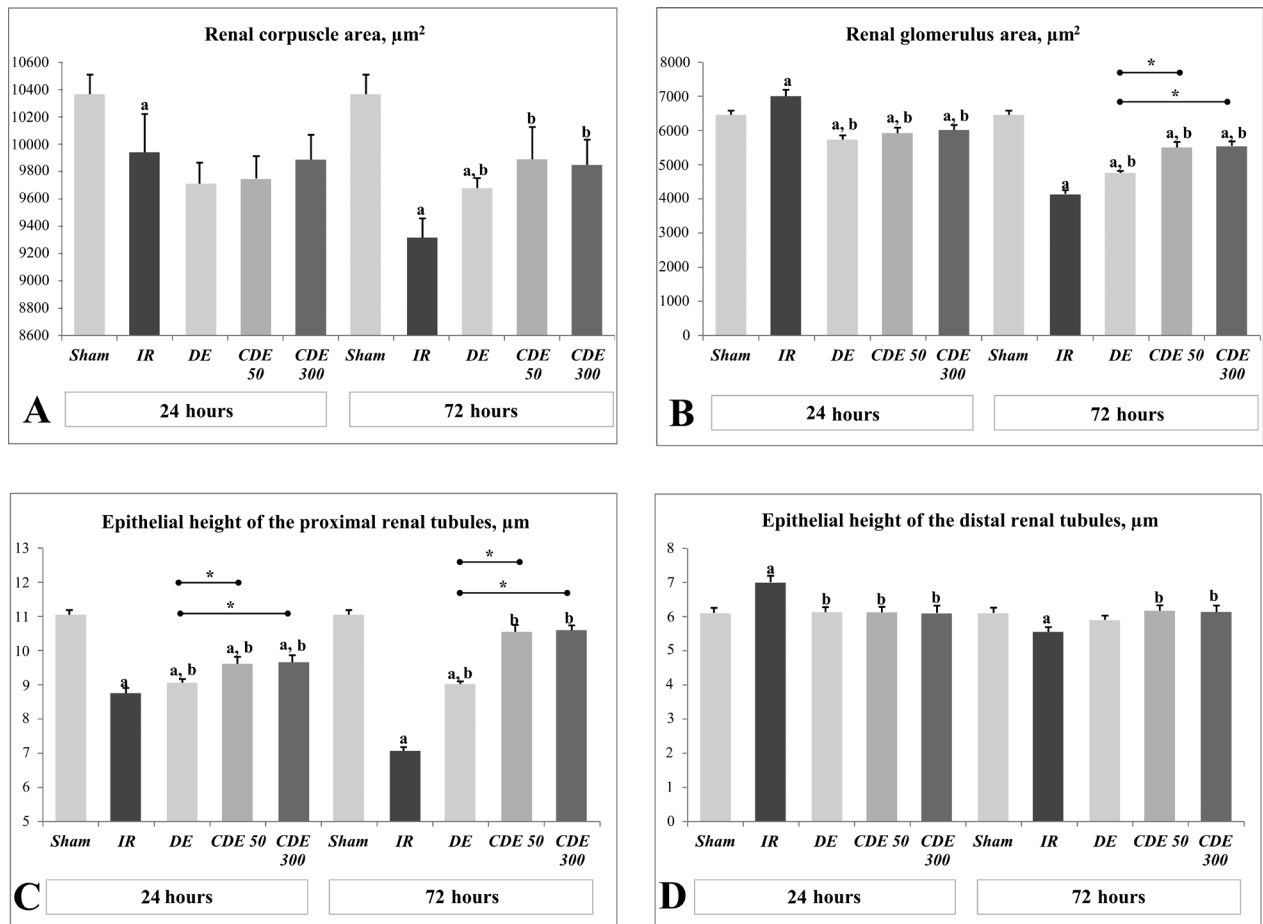 Renal corpuscle area, µm²
10600
10400
10200
10000
9800
9600
9400
9200
9000
8800
8600
a
a
a, b
b
b
Sham IR DE CDE 50 CDE 300 Sham IR DE CDE 50 CDE 300
24 hours 72 hours
A
Renal glomerulus area, µm²
8000
7000
6000
5000
4000
3000
2000
1000
0
*
*
a
a, b
a, b
a, b
a
a, b
a, b
a, b
Sham IR DE CDE 50 CDE 300 Sham IR DE CDE 50 CDE 300
24 hours 72 hours
B
Epithelial height of the proximal renal tubules, µm
13
12
11
10
9
8
7
6
5
*
*
*
*
a
a, b
a, b
a, b
a
a, b
b
b
Sham IR DE CDE 50 CDE 300 Sham IR DE CDE 50 CDE 300
24 hours 72 hours
C
Epithelial height of the distal renal tubules, µm
8
7
6
5
4
3
2
1
0
a
b
b
b
a
b
b
Sham IR DE CDE 50 CDE 300 Sham IR DE CDE 50 CDE 300
24 hours 72 hours
D